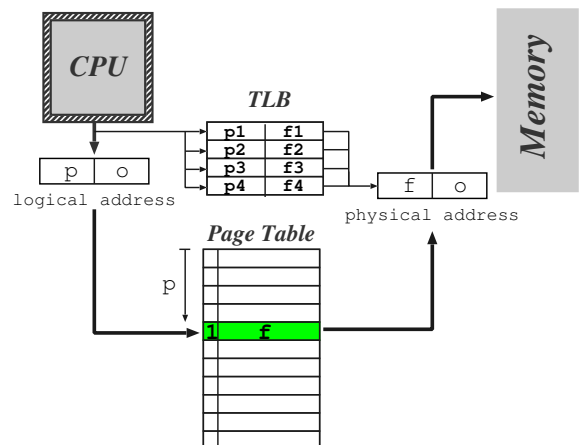 CPU
Memory
TLB
p1 f1
p2 f2
p3 f3
p4 f4
p o
logical address
f o
physical address
Page Table
p
1 f